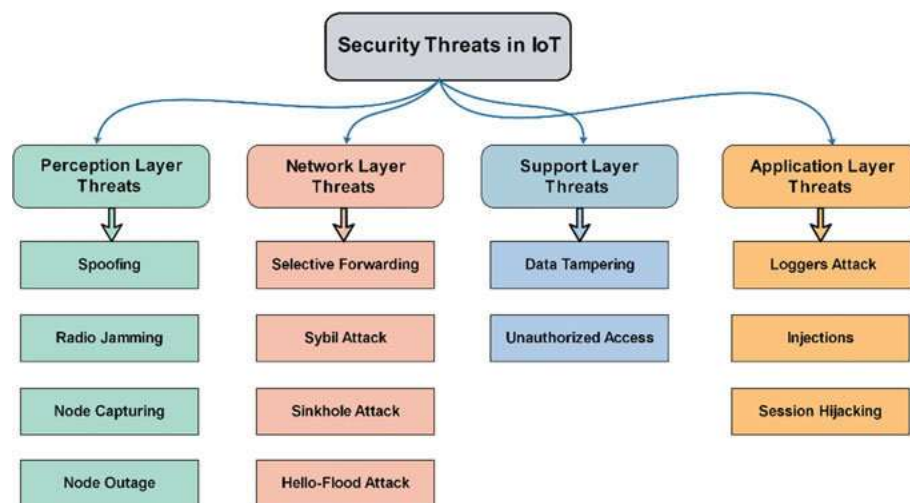 Security Threats in IoT
Perception Layer
Threats
Network Layer
Threats
Support Layer
Threats
Application Layer
Threats
Spoofing
Selective Forwarding
Data Tampering
Loggers Attack
Radio Jamming
Sybil Attack
Unauthorized Access
Injections
Node Capturing
Sinkhole Attack
Session Hijacking
Node Outage
Hello-Flood Attack